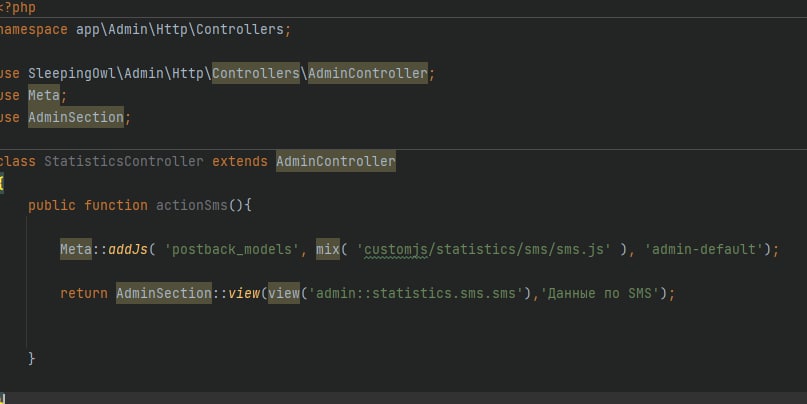 <?php
namespace app\Admin\Http\Controllers;
use SleepingOwl\Admin\Http\Controllers\AdminController;
use Meta;
use AdminSection;
class StatisticsController extends AdminController
{
public function actionSms(){
Meta::addJs( 'postback_models', mix( 'customjs/statistics/sms/sms.js' ), 'admin-default');
return AdminSection::view(view('admin::statistics.sms.sms'),'Данные по SMS');
}
}